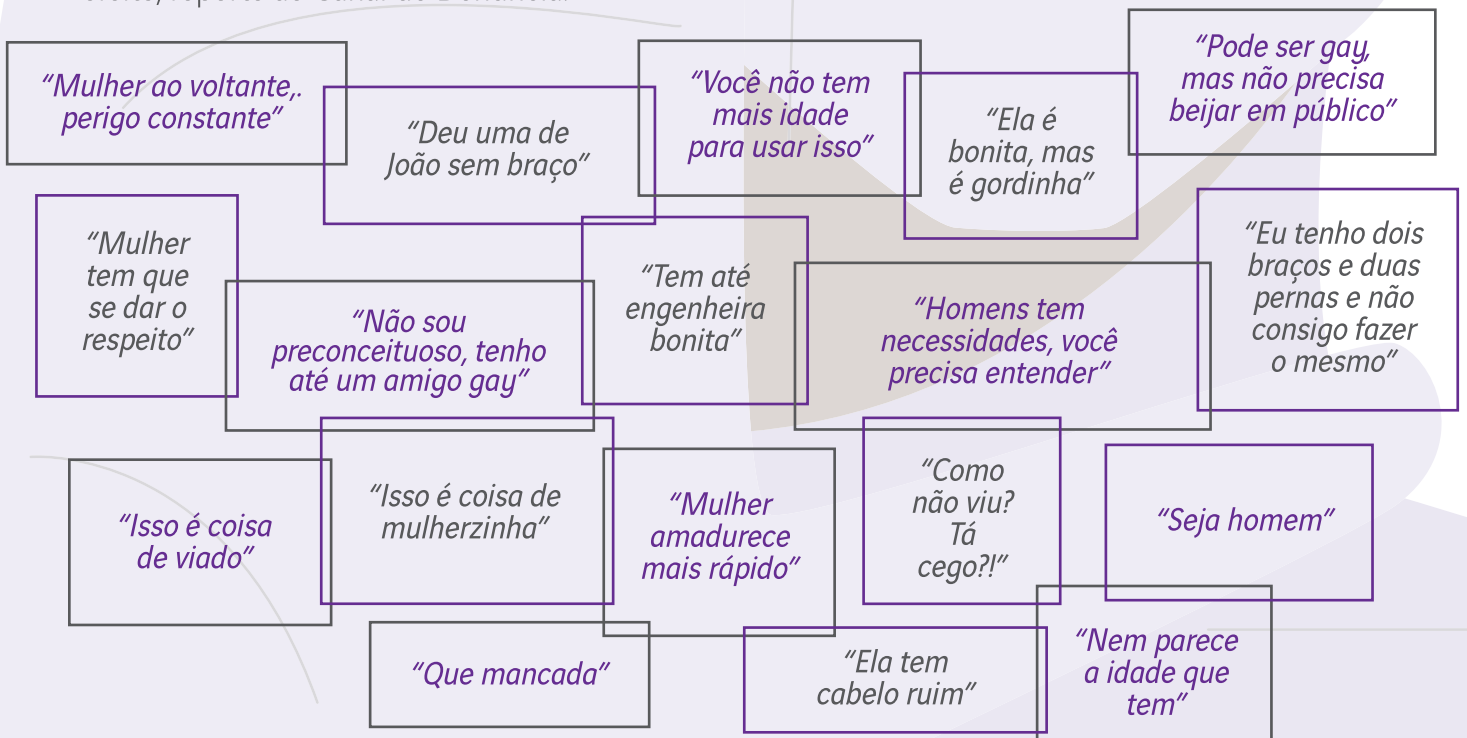 “Mulher ao voltante,.
perigo constante”
“Deu uma de
João sem braço”
“Você não tem
mais idade
para usar isso”
“Ela é
bonita, mas
é gordinha”
“Pode ser gay,
mas não precisa
beijar em público”
“Mulher
tem que
se dar o
respeito”
“Não sou
preconceituoso, tenho
até um amigo gay”
“Tem até
engenheira
bonita”
“Homens tem
necessidades, você
precisa entender”
“Eu tenho dois
braços e duas
pernas e não
consigo fazer
o mesmo”
“Isso é coisa
de viado”
“Isso é coisa de
mulherzinha”
“Mulher
amadurece
mais rápido”
“Como
não viu?
Tá
cego?!”
“Seja homem”
“Que mancada”
“Ela tem
cabelo ruim”
“Nem parece
a idade que
tem”